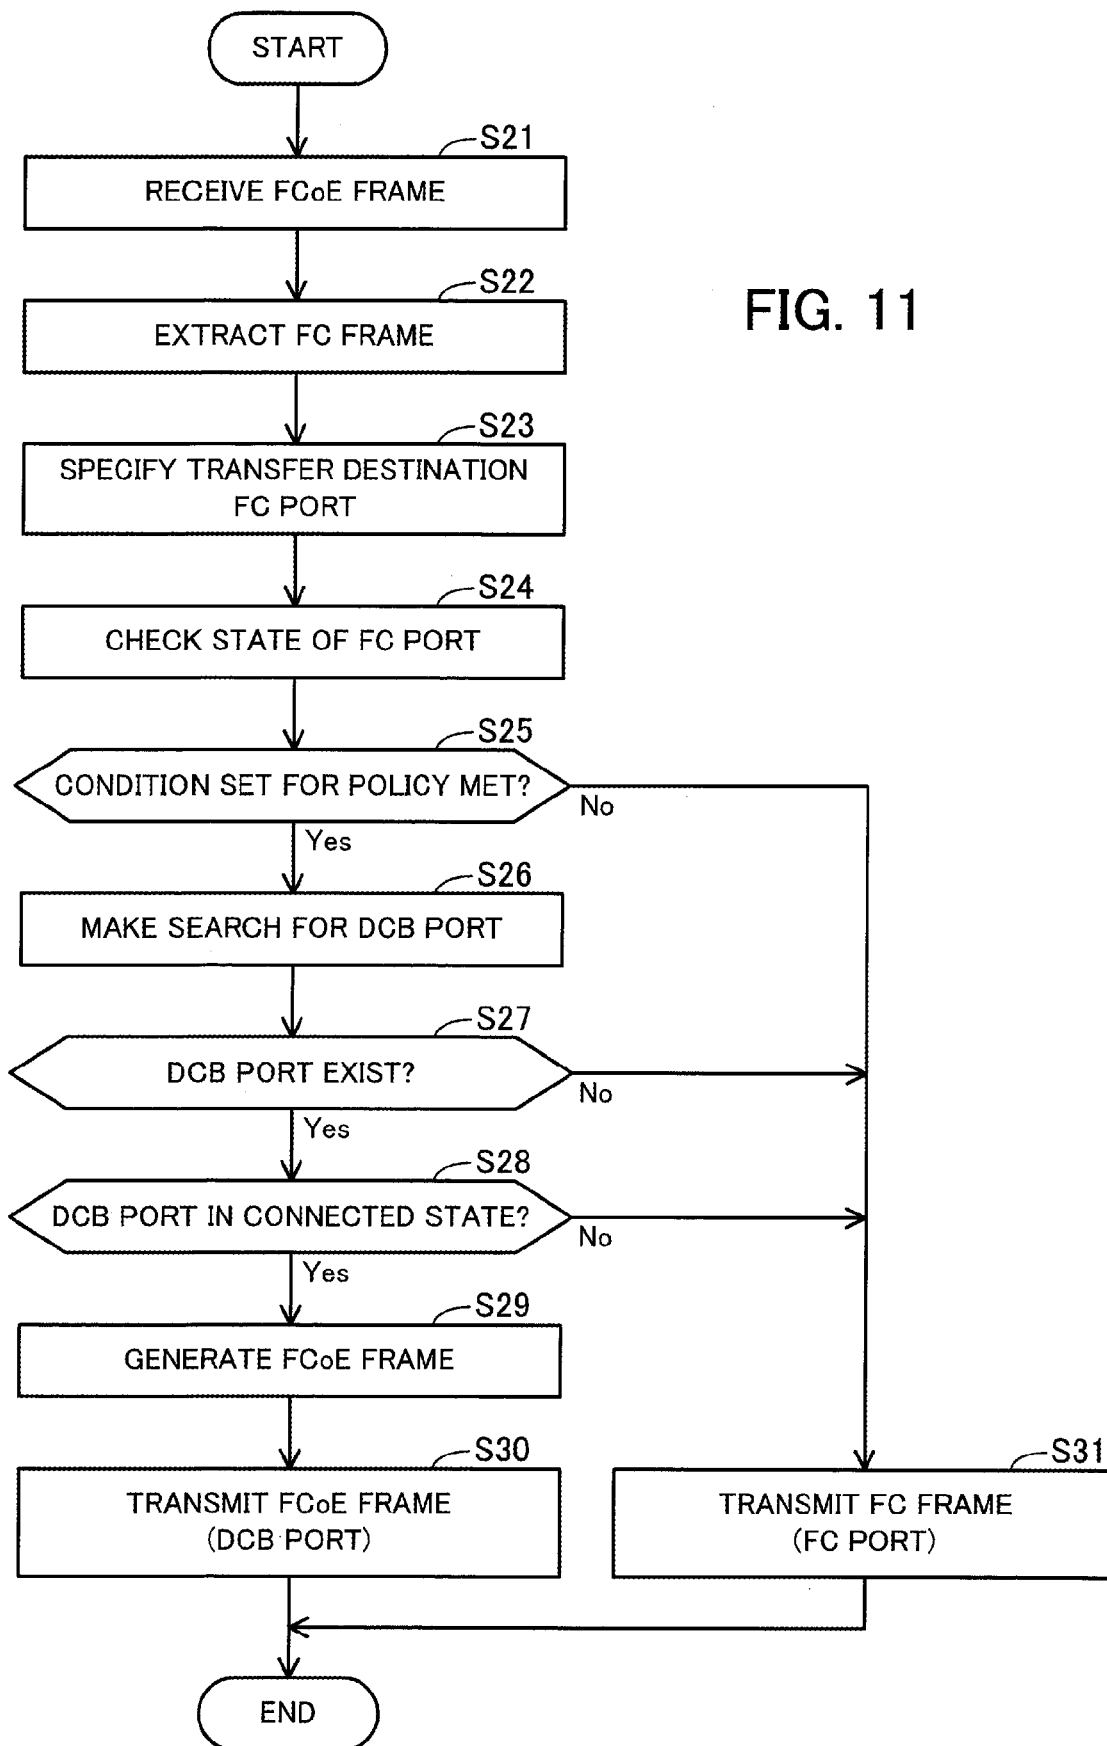 START
S21
RECEIVE FCoE FRAME
S22
EXTRACT FC FRAME
FIG. 11
S23
SPECIFY TRANSFER DESTINATION
FC PORT
S24
CHECK STATE OF FC PORT
S25
CONDITION SET FOR POLICY MET?
No
Yes
S26
MAKE SEARCH FOR DCB PORT
S27
DCB PORT EXIST?
No
Yes
S28
DCB PORT IN CONNECTED STATE?
No
Yes
S29
GENERATE FCoE FRAME
S30
TRANSMIT FCoE FRAME
(DCB PORT)
S31
TRANSMIT FC FRAME
(FC PORT)
END